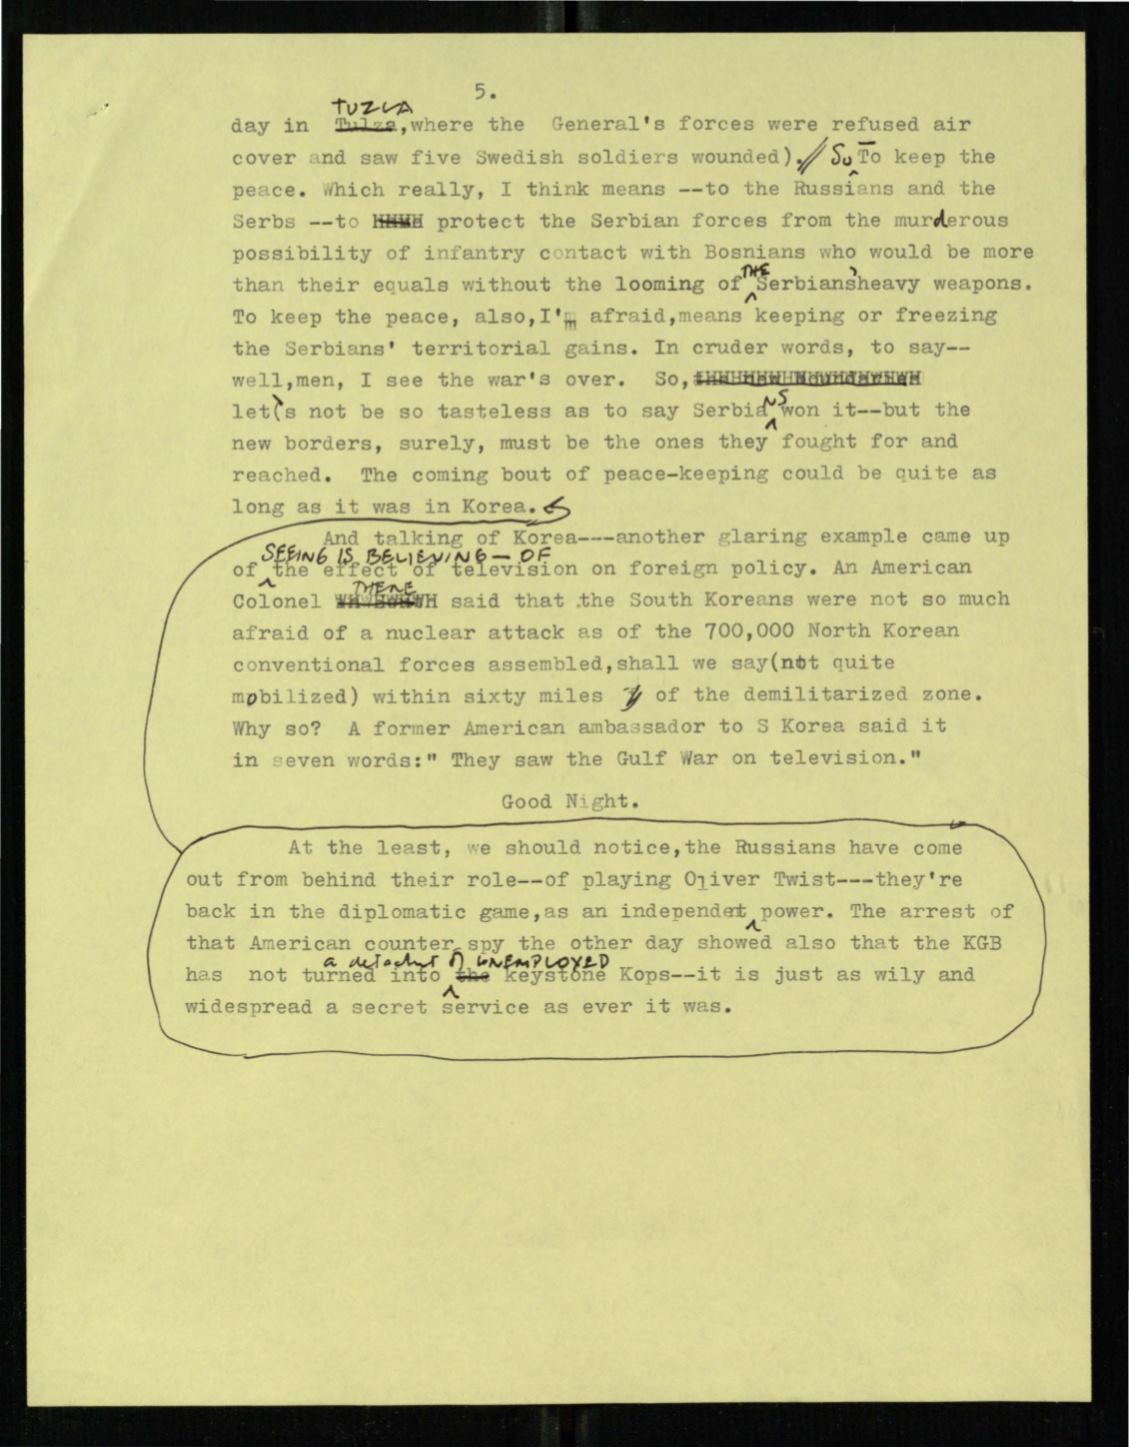 5.
TUZLA
day in Tulza,where the General's forces were refused air
cover and saw five Swedish soldiers wounded).// So To keep the
peace. Which really, I think means --to the Russians and the
Serbs --to protect the Serbian forces from the murderous
possibility of infantry contact with Bosnians who would be more
THE
than their equals without the looming of Serbians' heavy weapons.
To keep the peace, also,I'm afraid,means keeping or freezing
the Serbians' territorial gains. In cruder words, to say--
well,men, I see the war's over. So,
let's not be so tasteless as to say Serbians won it--but the
new borders, surely, must be the ones they fought for and
reached. The coming bout of peace-keeping could be quite as
long as it was in Korea.
And talking of Korea---another glaring example came up
SEEING IS BELIEVING — OF
of the effect of television on foreign policy. An American
THERE
Colonel said that the South Koreans were not so much
afraid of a nuclear attack as of the 700,000 North Korean
conventional forces assembled,shall we say(not quite
mobilized) within sixty miles of the demilitarized zone.
Why so? A former American ambassador to S Korea said it
in seven words:" They saw the Gulf War on television."
Good Night.
At the least, we should notice,the Russians have come
out from behind their role--of playing Oliver Twist---they're
back in the diplomatic game,as an independet power. The arrest of
that American counter spy the other day showed also that the KGB
a detachmt of UNEMPLOYED
has not turned into the keystone Kops--it is just as wily and
widespread a secret service as ever it was.